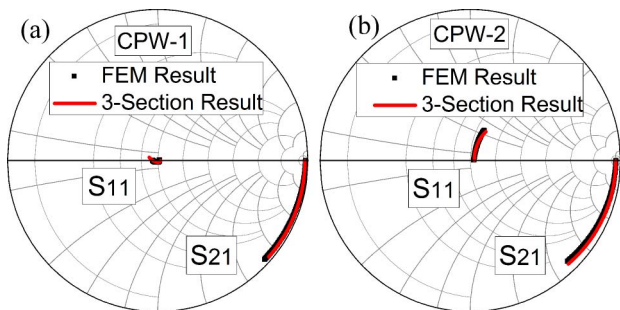 (a)
CPW-1
FEM Result
3-Section Result
S11
S21
(b)
CPW-2
FEM Result
3-Section Result
S11
S21